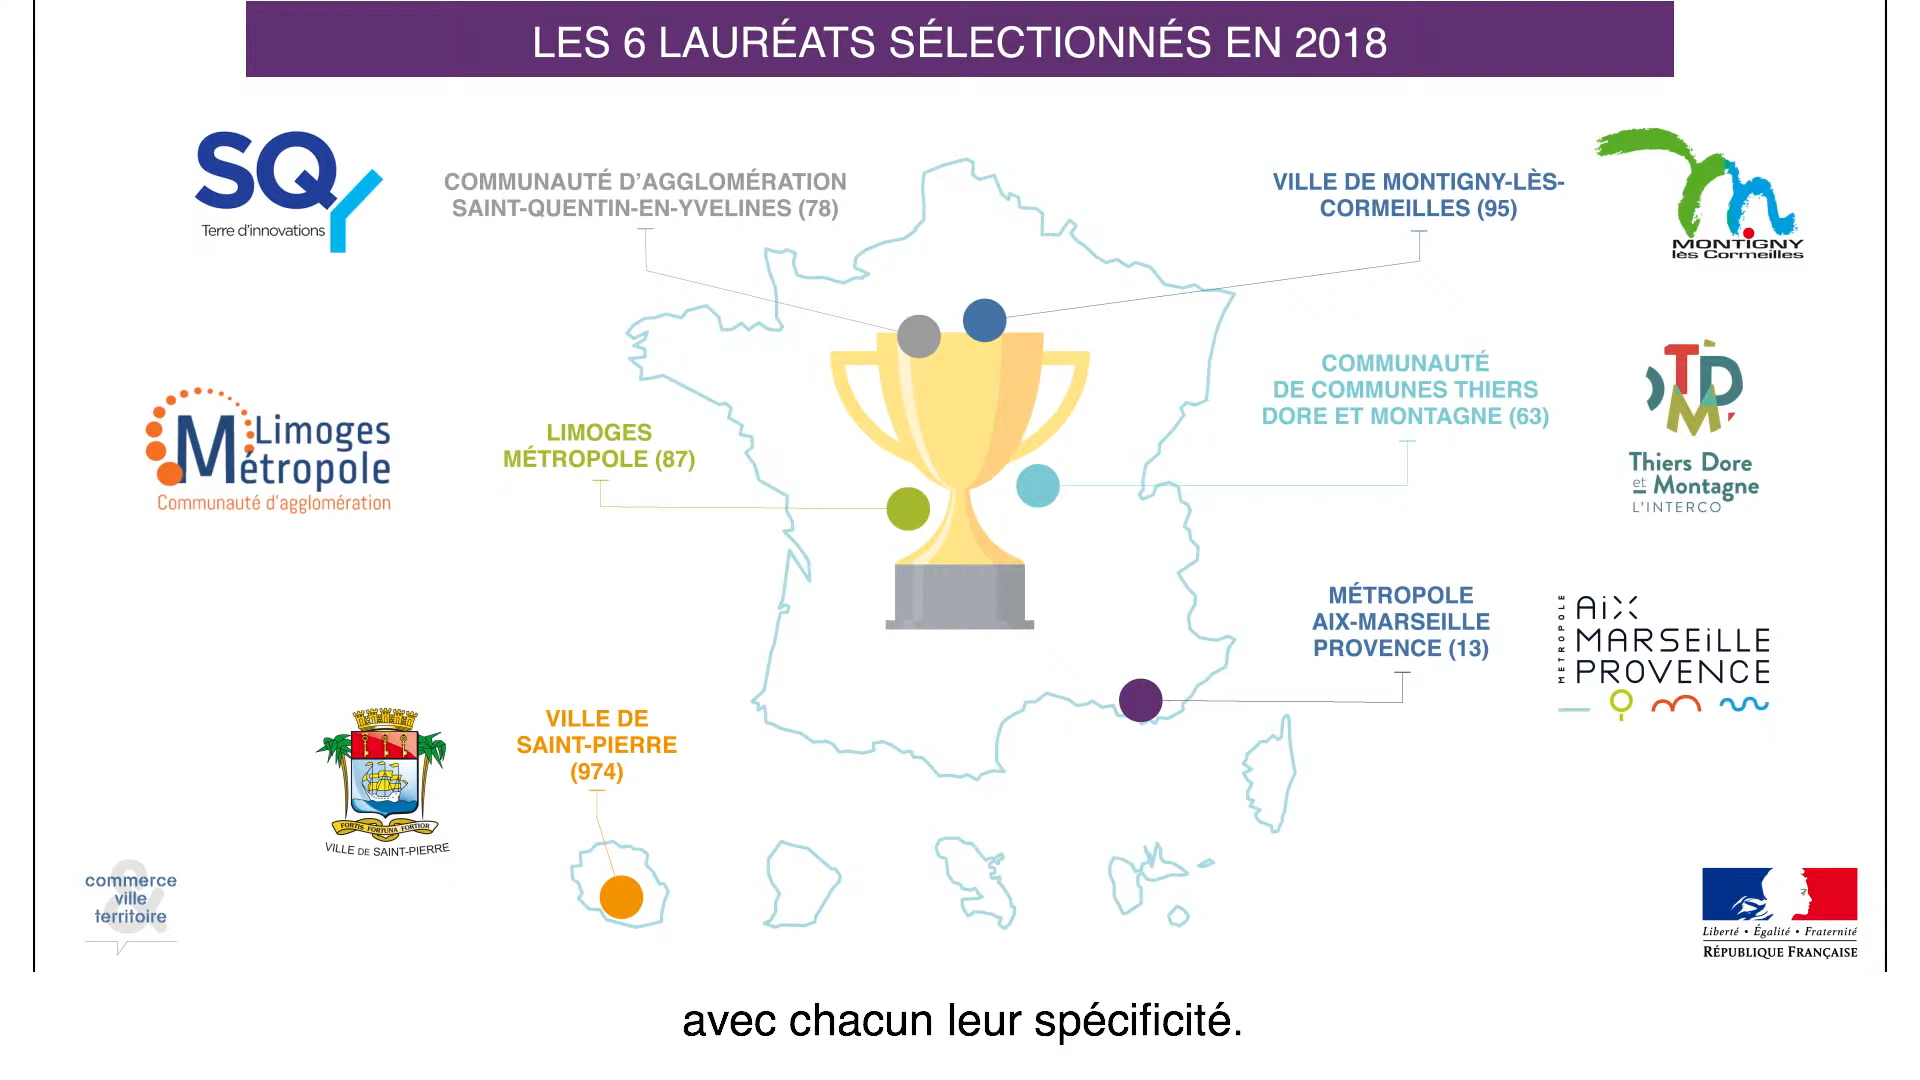 LES 6 LAURÉATS SÉLECTIONNÉS EN 2018
SQY
Terre d'innovations
COMMUNAUTÉ D’AGGLOMÉRATION
SAINT-QUENTIN-EN-YVELINES (78)
VILLE DE MONTIGNY-LÈS-
CORMEILLES (95)
MONTIGNY
lès Cormeilles
Limoges
Métropole
Communauté d'agglomération
LIMOGES
MÉTROPOLE (87)
COMMUNAUTÉ
DE COMMUNES THIERS
DORE ET MONTAGNE (63)
TDM
Thiers Dore
et Montagne
L'INTERCO
MÉTROPOLE
AIX-MARSEILLE
PROVENCE (13)
METROPOLE
AiX
MARSEiLLE
PROVENCE
VILLE DE
SAINT-PIERRE
(974)
FORTIS FORTUNA FORTIOR
VILLE DE SAINT-PIERRE
&
commerce
ville
territoire
Liberté • Égalité • Fraternité
RÉPUBLIQUE FRANÇAISE
avec chacun leur spécificité.